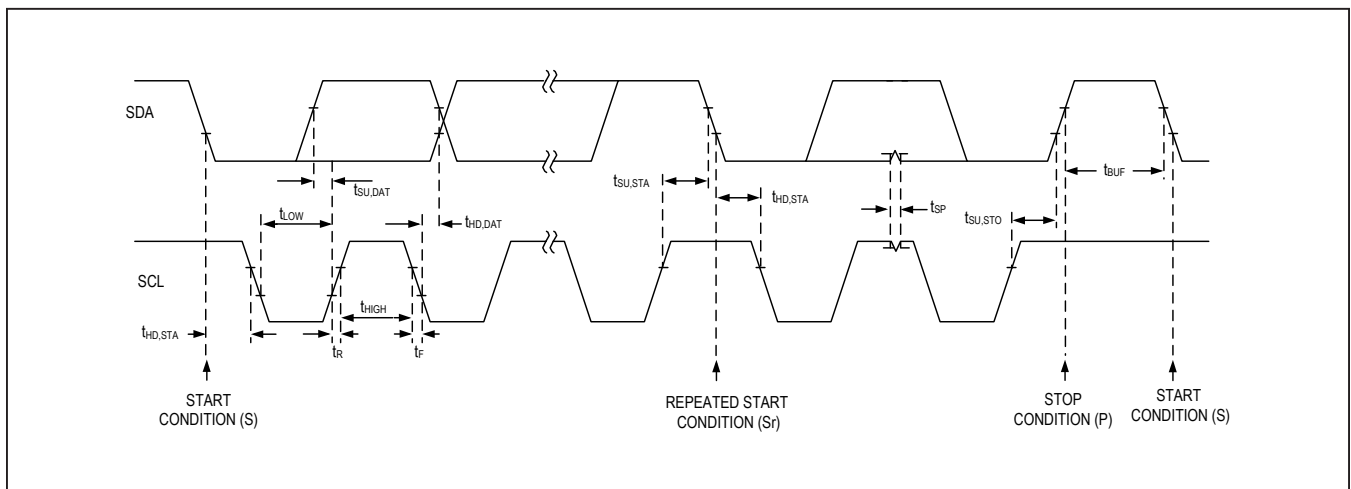 SDA
tSU,DAT
tLOW
tHD,DAT
tSU,STA
tHD,STA
tSP
tBUF
tSU,STO
SCL
tHIGH
tHD,STA
tR
tF
START
CONDITION (S)
REPEATED START
CONDITION (Sr)
STOP
CONDITION (P)
START
CONDITION (S)